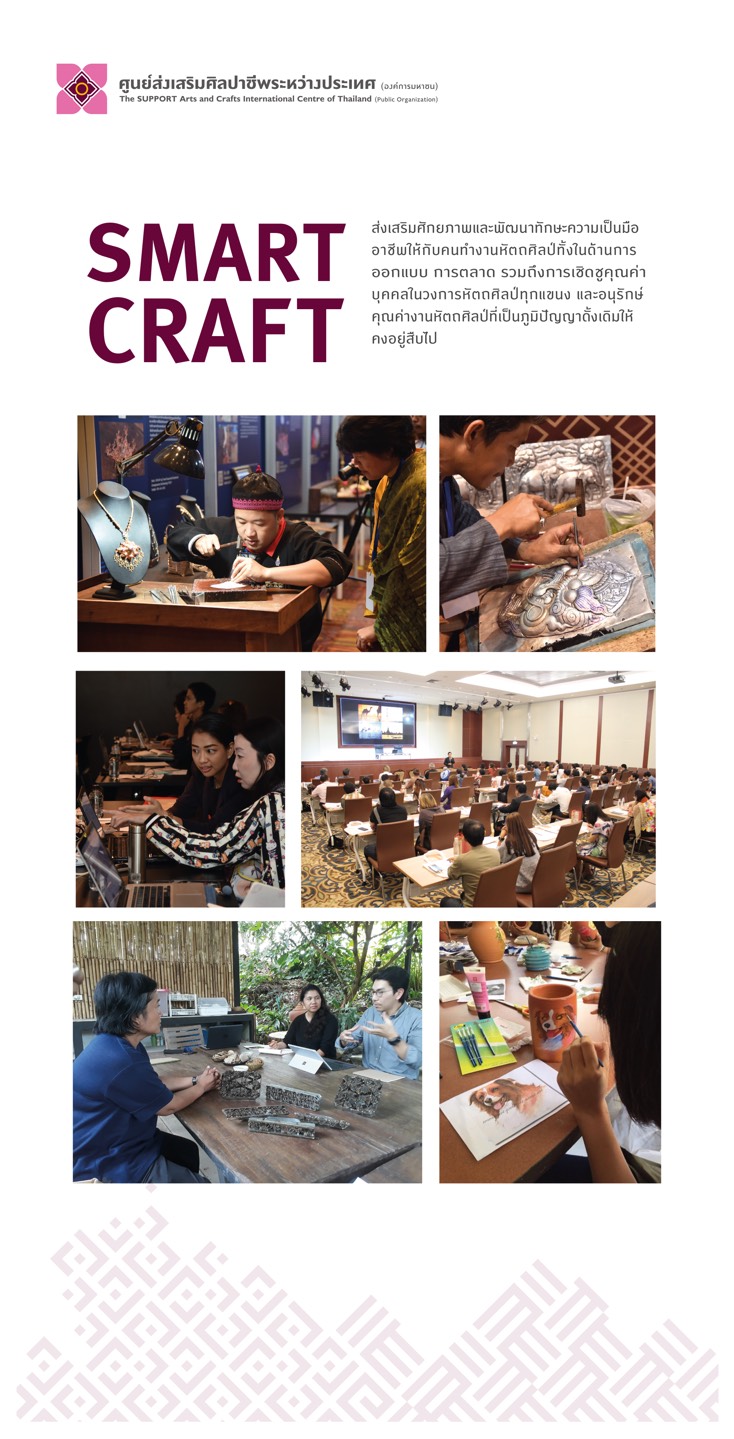 ศูนย์ส่งเสริมศิลปาชีพระหว่างประเทศ (องค์การมหาชน)
The SUPPORT Arts and Crafts International Centre of Thailand (Public Organization)
SMART
CRAFT
ส่งเสริมศักยภาพและพัฒนาทักษะความเป็นมือ
อาชีพให้กับคนทำงานหัตถศิลป์ทั้งในด้านการ
ออกแบบ การตลาด รวมถึงการเชิดชูคุณค่า
บุคคลในวงการหัตถศิลป์ทุกแขนง และอนุรักษ์
คุณค่างานหัตถศิลป์ที่เป็นภูมิปัญญาดั้งเดิมให้
คงอยู่สืบไป